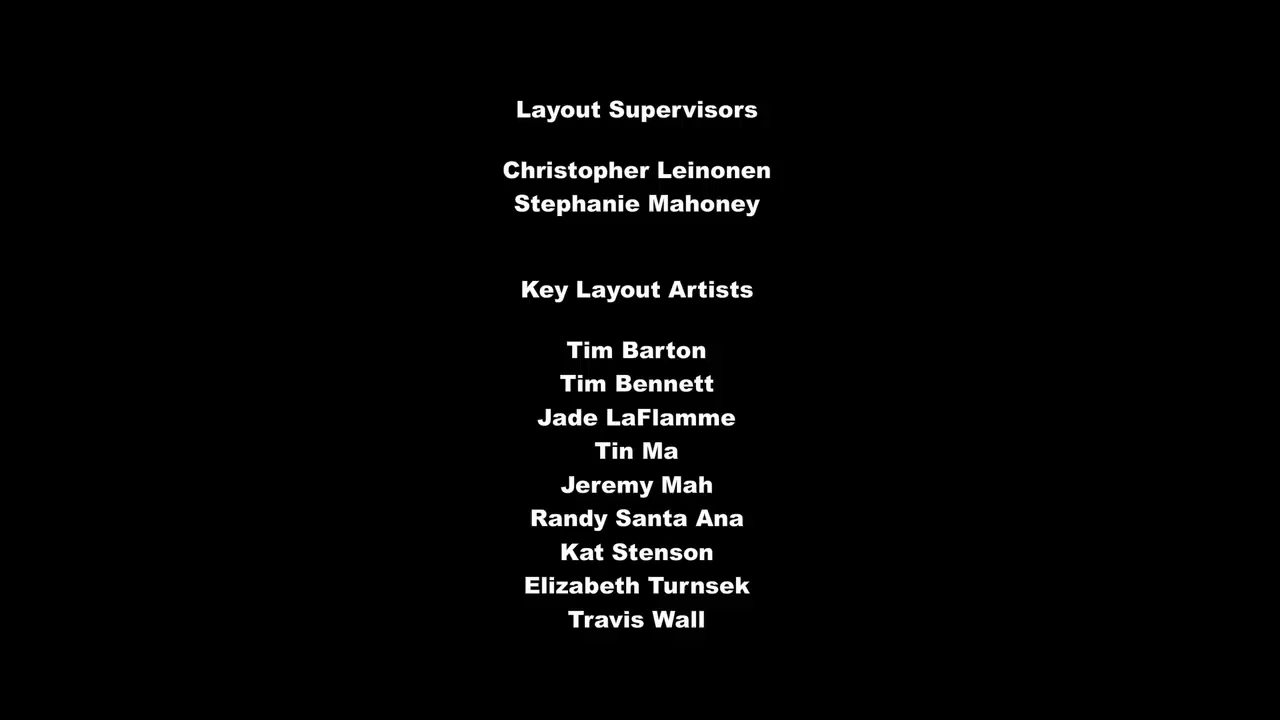 Layout Supervisors
Christopher Leinonen
Stephanie Mahoney
Key Layout Artists
Tim Barton
Tim Bennett
Jade LaFlamme
Tin Ma
Jeremy Mah
Randy Santa Ana
Kat Stenson
Elizabeth Turnsek
Travis Wall